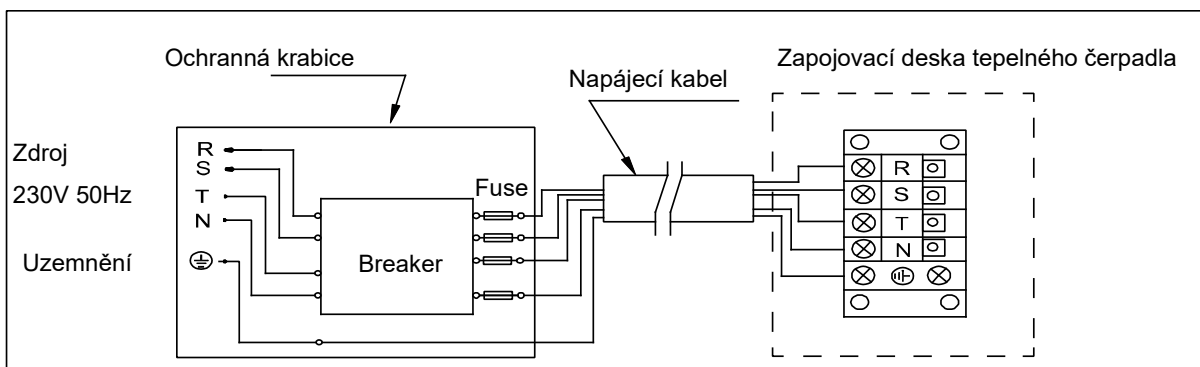 Ochranná krabice
Napájecí kabel
Zapojovací deska tepelného čerpadla
Zdroj
230V 50Hz
Uzemnění
R
S
T
N
Fuse
Breaker
R
S
T
N